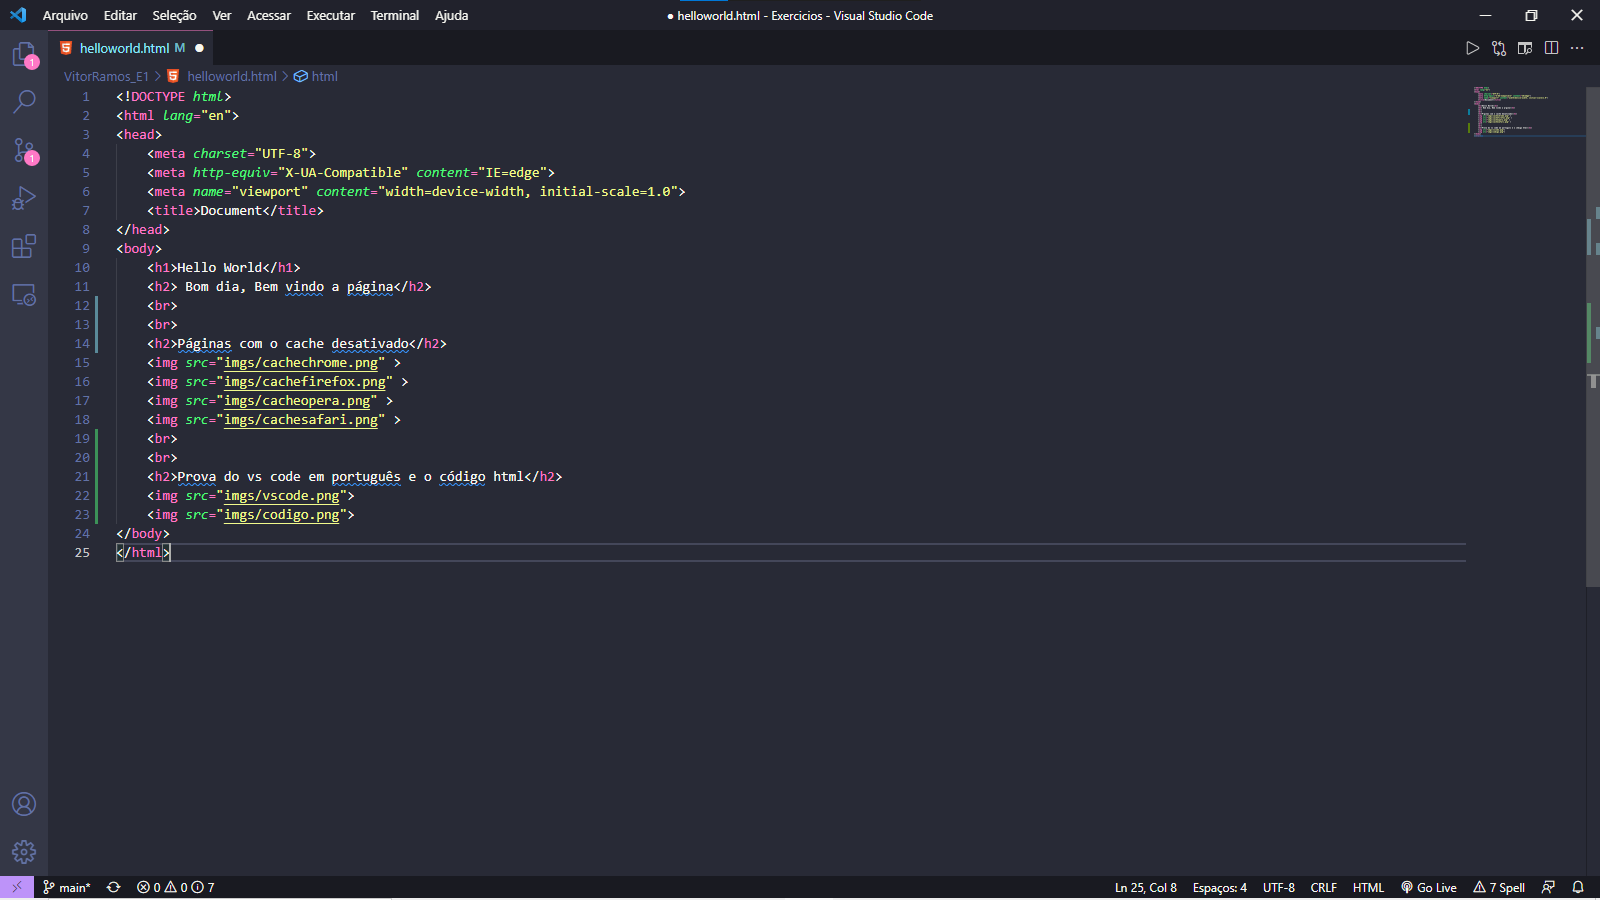 Arquivo Editar Seleção Ver Acessar Executar Terminal Ajuda
● helloworld.html - Exercicios - Visual Studio Code
helloworld.html M ●
VitorRamos_E1 > helloworld.html > html
1 <!DOCTYPE html>
2 <html lang="en">
3 <head>
4 <meta charset="UTF-8">
5 <meta http-equiv="X-UA-Compatible" content="IE=edge">
6 <meta name="viewport" content="width=device-width, initial-scale=1.0">
7 <title>Document</title>
8 </head>
9 <body>
10 <h1>Hello World</h1>
11 <h2> Bom dia, Bem vindo a página</h2>
12 <br>
13 <br>
14 <h2>Páginas com o cache desativado</h2>
15 <img src="imgs/cachechrome.png" >
16 <img src="imgs/cachefirefox.png" >
17 <img src="imgs/cacheopera.png" >
18 <img src="imgs/cachesafari.png" >
19 <br>
20 <br>
21 <h2>Prova do vs code em português e o código html</h2>
22 <img src="imgs/vscode.png">
23 <img src="imgs/codigo.png">
24 </body>
25 </html>
1
1
main* 0 0 7 Ln 25, Col 8 Espaços: 4 UTF-8 CRLF HTML Go Live 7 Spell